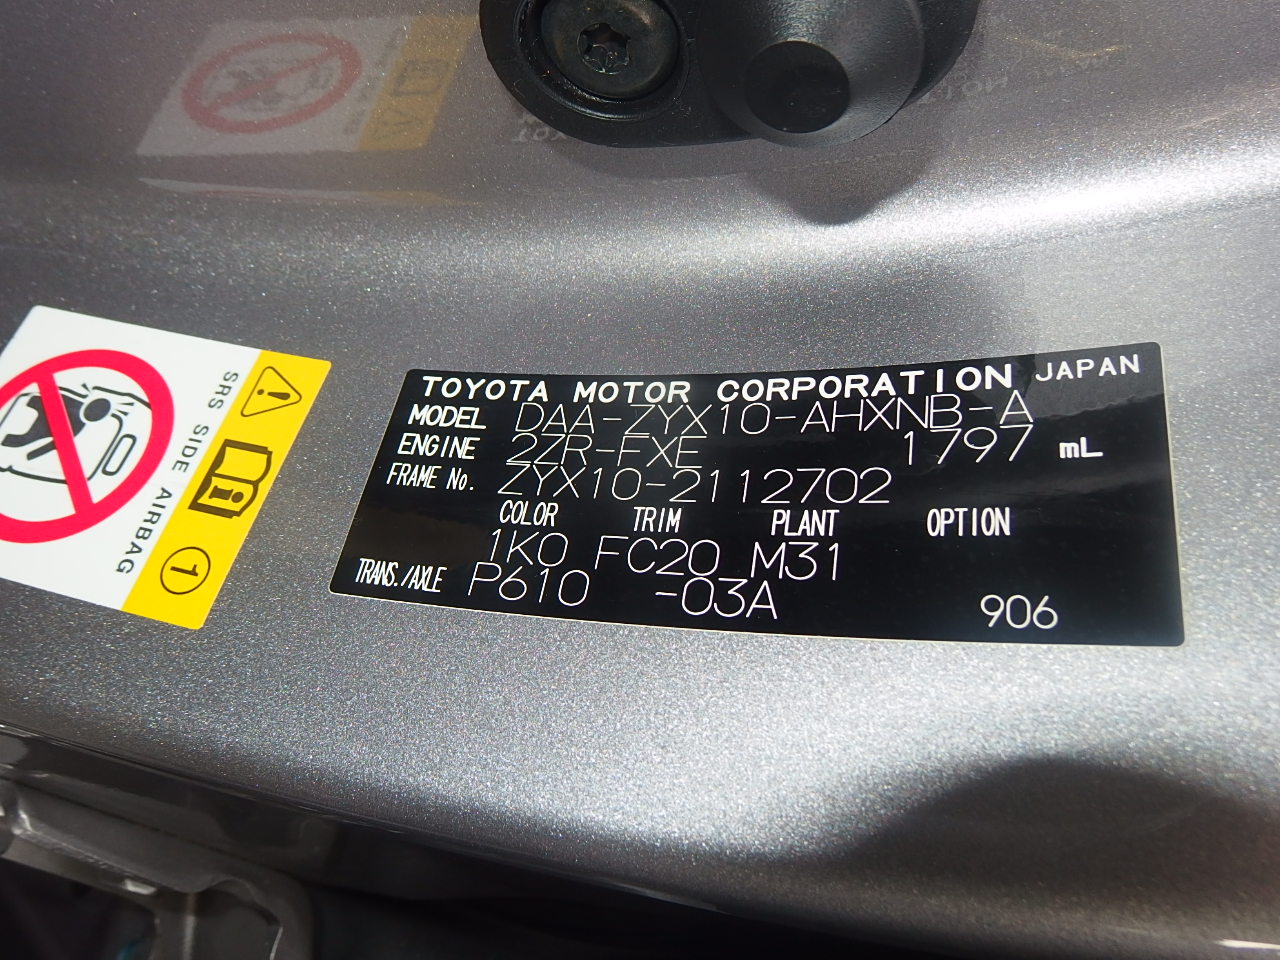 TOYOTA MOTOR CORPORATION JAPAN
MODEL DAA-ZYX10-AHXNB-A
ENGINE 2ZR-FXE 1797 mL
FRAME No. ZYX10-2112702
COLOR TRIM PLANT OPTION
1K0 FC20 M31
TRANS./AXLE P610 -03A
906
SRS SIDE AIRBAG
1